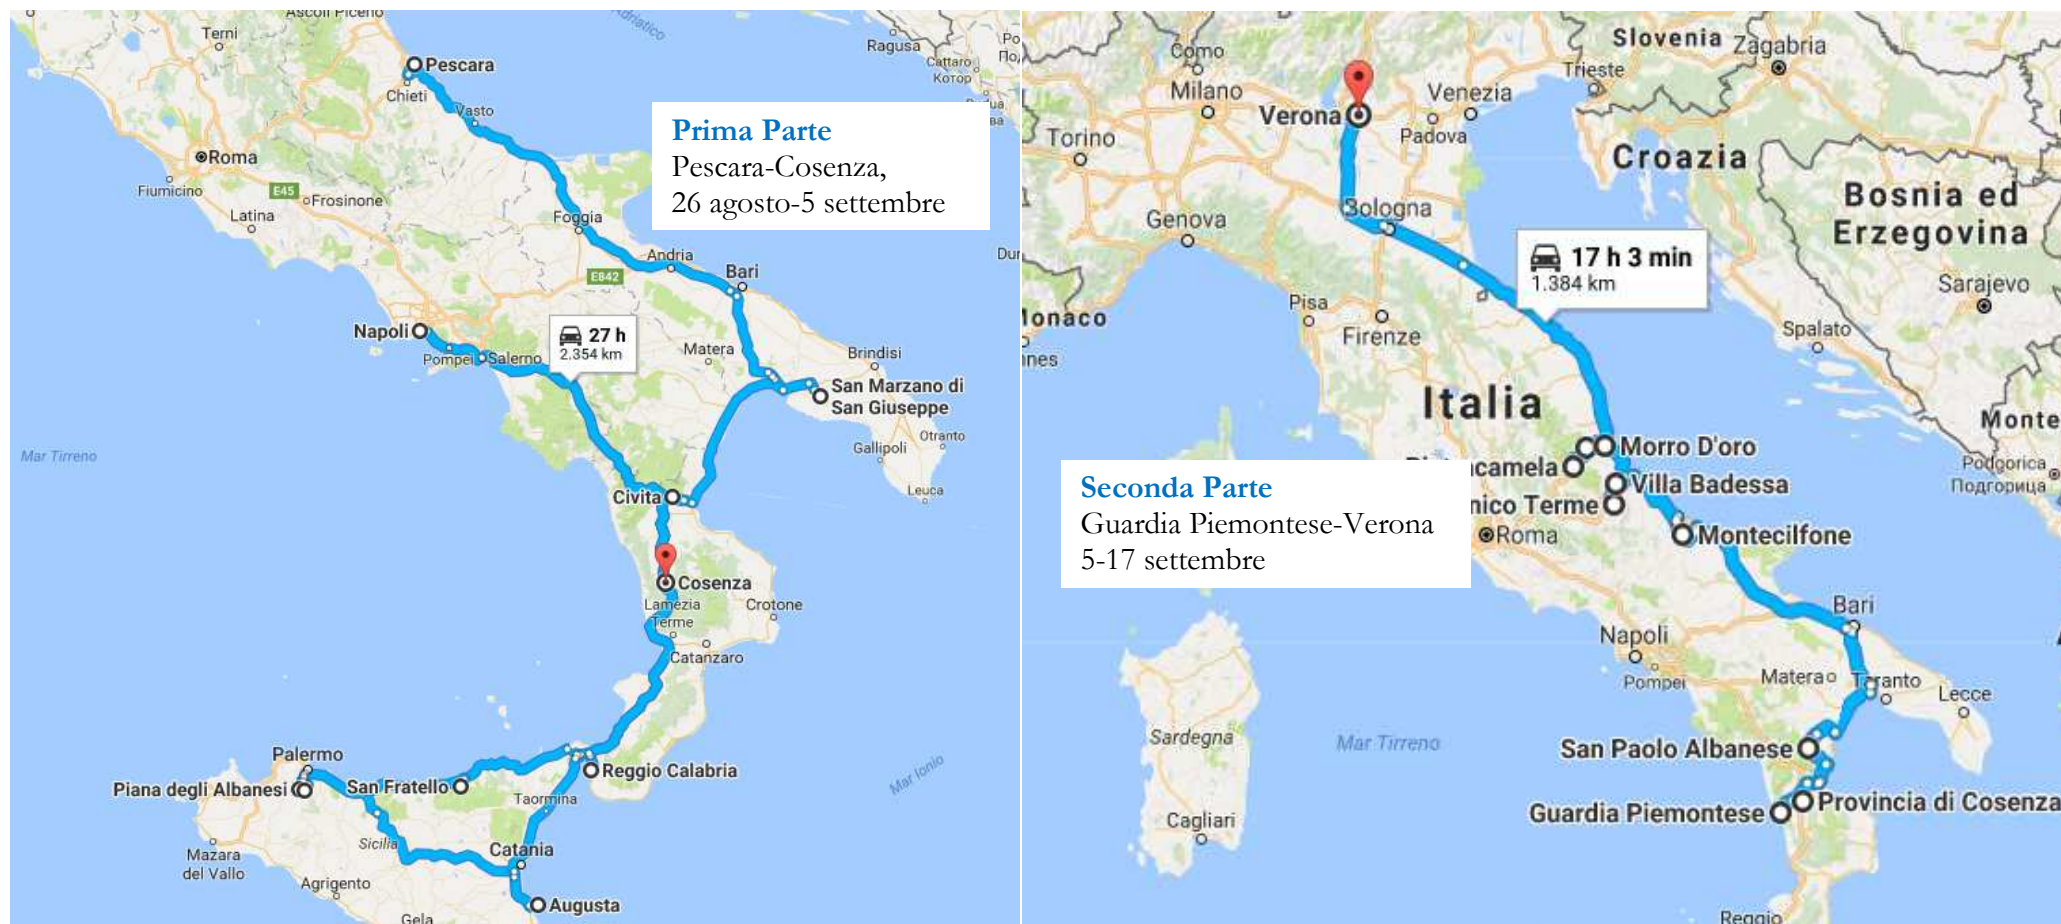 Ascoli Piceno
Terni
Adriatico
Ragusa
Cattaro
Котор
Pescara
Chieti
Vasto
Prima Parte
Pescara-Cosenza,
26 agosto-5 settembre
Roma
Fiumicino
E45
Frosinone
Latina
Foggia
Andria
Bari
E842
Napoli
Pompei
Salerno
27 h
2.354 km
Matera
Brindisi
San Marzano di
San Giuseppe
Gallipoli
Otranto
Leuca
Mar Tirreno
Civita
Cosenza
Lamezia
Terme
Crotone
Catanzaro
Palermo
Piana degli Albanesi
San Fratello
Reggio Calabria
Mar Ionio
Taormina
Sicilia
Catania
Mazara
del Vallo
Agrigento
Augusta
Gela
Como
Milano
Verona
Venezia
Padova
Torino
Slovenia
Zagabria
Trieste
Croazia
Bosnia ed
Erzegovina
Genova
Bologna
17 h 3 min
1.384 km
Sarajevo
Pisa
Firenze
Spalato
Italia
Morro D'oro
Villa Badessa
Podgorica
Подгорица
Seconda Parte
Guardia Piemontese-Verona
5-17 settembre
Roma
Montecilfone
Bari
Napoli
Pompei
Matera
Taranto
Lecce
Sardegna
Mar Tirreno
San Paolo Albanese
Guardia Piemontese
Provincia di Cosenza
Cagliari
Reggio